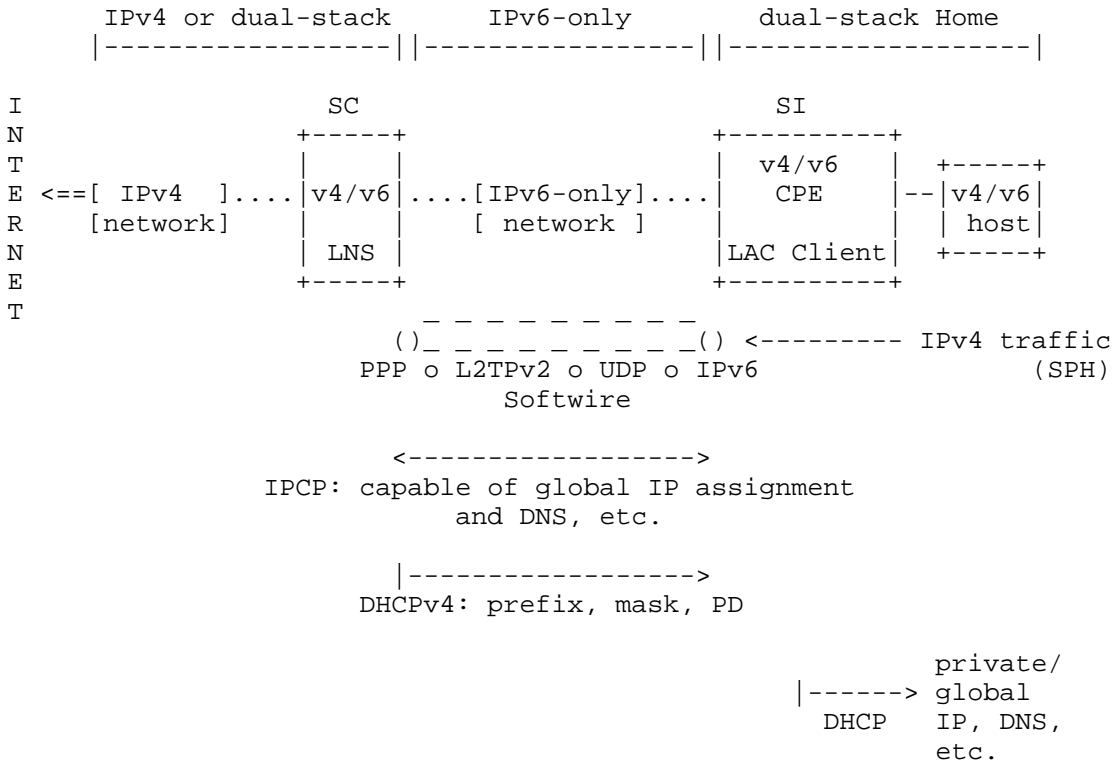 IPv4 or dual-stack      IPv6-only        dual-stack Home
     |------------------||-----------------||-------------------|

I                   SC                          SI
N                 +-----+                   +----------+
T                 |     |                   |  v4/v6   |  +-----+
E <==[ IPv4  ]....|v4/v6|....[IPv6-only]....|   CPE    |--|v4/v6|
R    [network]    |     |    [ network ]    |          |  | host|
N                 | LNS |                   |LAC Client|  +-----+
E                 +-----+                   +----------+
T                         _ _ _ _ _ _ _ _ _
                        ()_ _ _ _ _ _ _ _ _() <--------- IPv4 traffic
                      PPP o L2TPv2 o UDP o IPv6                 (SPH)
                               Softwire

                        <------------------>
                IPCP: capable of global IP assignment
                            and DNS, etc.

                        |------------------>
                      DHCPv4: prefix, mask, PD

                                                          private/
                                                 |------> global
                                                   DHCP   IP, DNS,
                                                          etc.